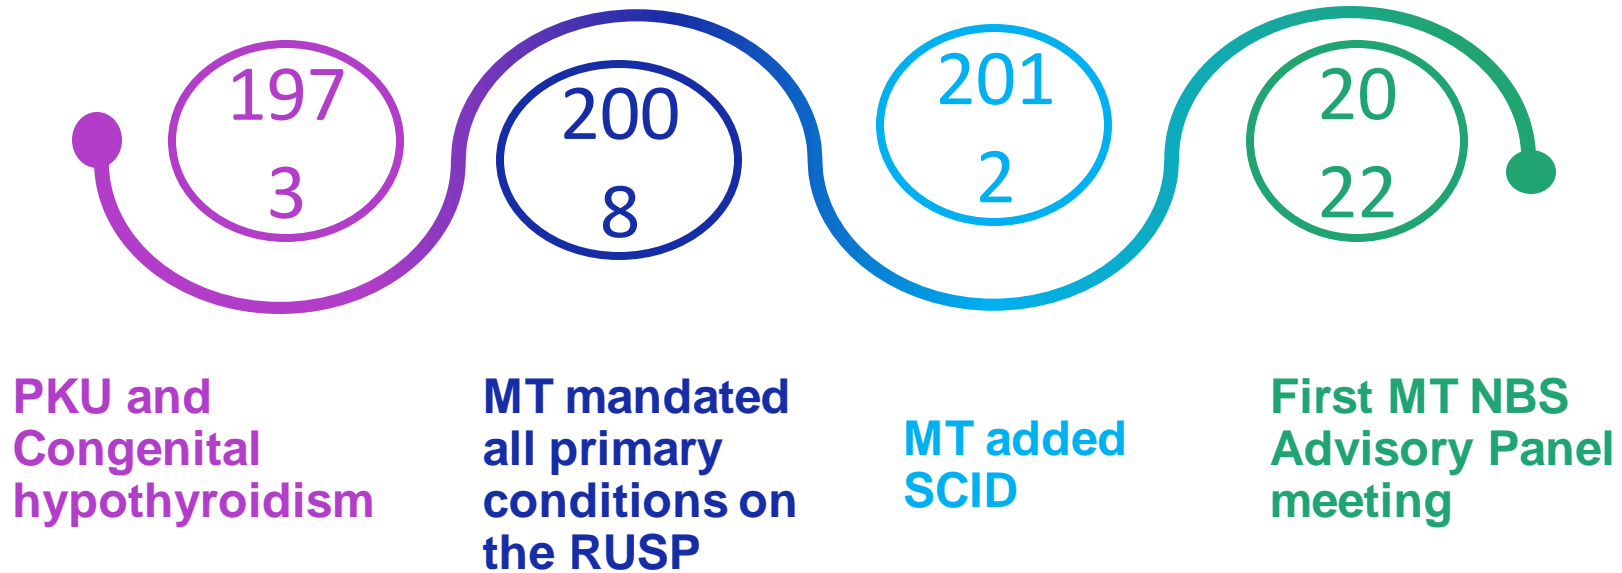 197
3
200
8
201
2
20
22
PKU and
Congenital
hypothyroidism
MT mandated
all primary
conditions on
the RUSP
MT added
SCID
First MT NBS
Advisory Panel
meeting